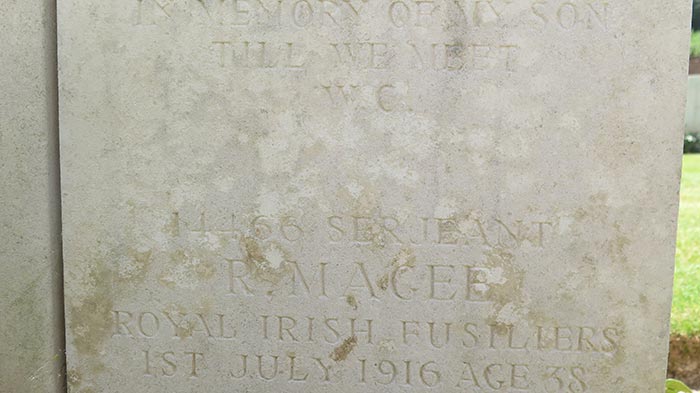 IN MEMORY OF MY SON
TILL WE MEET
W.C.
14466 SERJEANT
R. MAGEE
ROYAL IRISH FUSILIERS
1ST JULY 1916 AGE 38